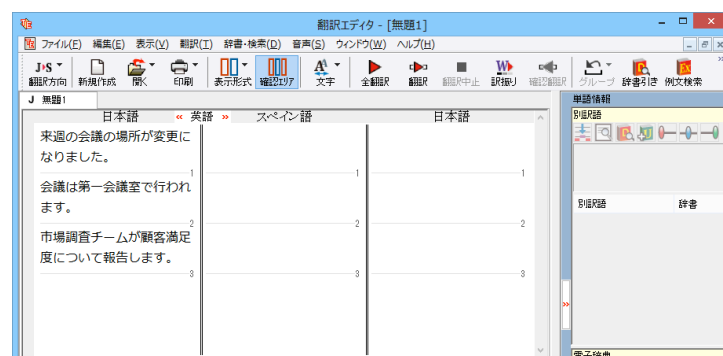 翻訳エディタ - [無題1]
ファイル(F) 編集(E) 表示(V) 翻訳(T) 辞書・検索(D) 音声(S) ウィンドウ(W) ヘルプ(H)
J▸S
翻訳方向 新規作成 開く 印刷 表示形式 確認エリア 文字 全翻訳 翻訳 翻訳中止 訳振り 確認翻訳 グループ 辞書引き 例文検索
J 無題1
単語情報
日本語 « 英語 » スペイン語 日本語
別訳語
来週の会議の場所が変更に
なりました。
1 1 1
会議は第一会議室で行われ
ます。
別訳語 辞書
2 2 2
市場調査チームが顧客満足
度について報告します。
3 3 3
»
電子辞典